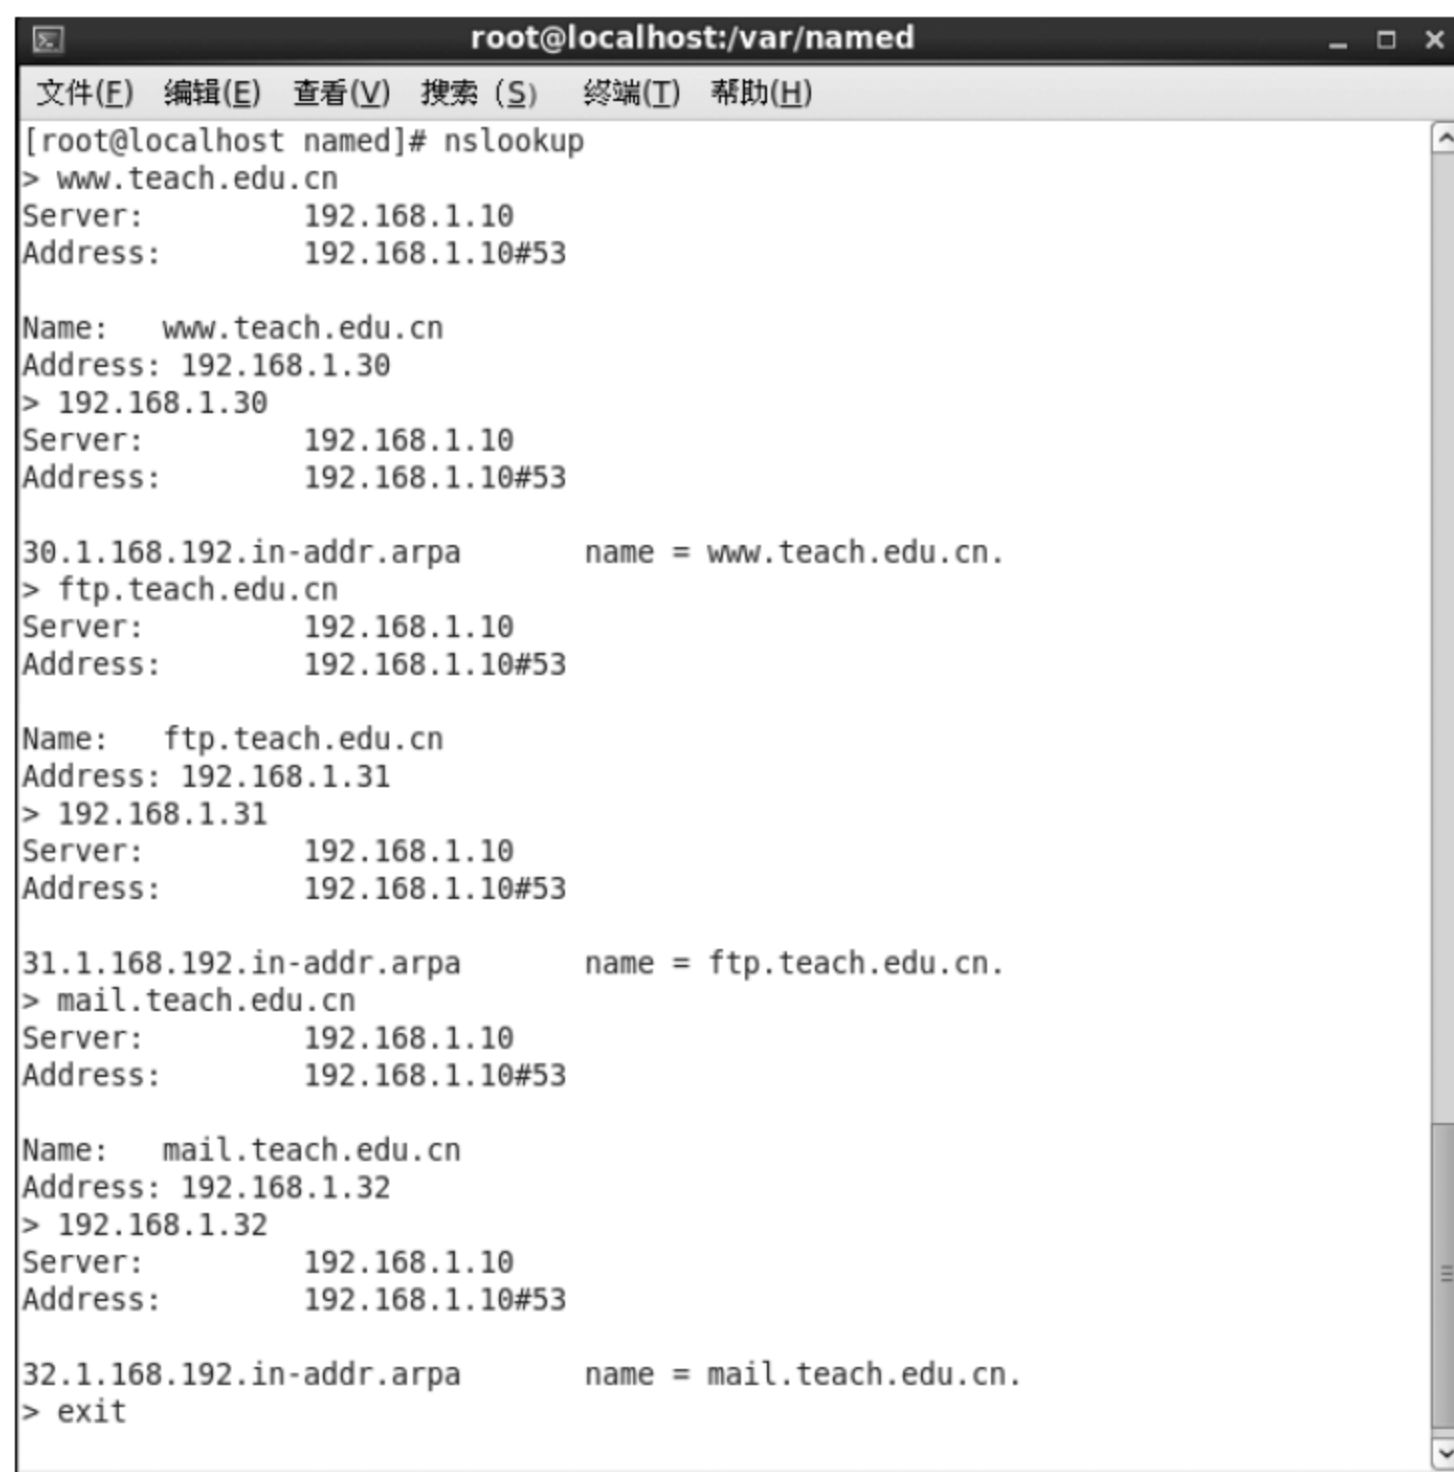 root@localhost:/var/named
文件(F) 编辑(E) 查看(V) 搜索 (S) 终端(T) 帮助(H)
[root@localhost named]# nslookup
> www.teach.edu.cn
Server:         192.168.1.10
Address:        192.168.1.10#53

Name:   www.teach.edu.cn
Address: 192.168.1.30
> 192.168.1.30
Server:         192.168.1.10
Address:        192.168.1.10#53

30.1.168.192.in-addr.arpa       name = www.teach.edu.cn.
> ftp.teach.edu.cn
Server:         192.168.1.10
Address:        192.168.1.10#53

Name:   ftp.teach.edu.cn
Address: 192.168.1.31
> 192.168.1.31
Server:         192.168.1.10
Address:        192.168.1.10#53

31.1.168.192.in-addr.arpa       name = ftp.teach.edu.cn.
> mail.teach.edu.cn
Server:         192.168.1.10
Address:        192.168.1.10#53

Name:   mail.teach.edu.cn
Address: 192.168.1.32
> 192.168.1.32
Server:         192.168.1.10
Address:        192.168.1.10#53

32.1.168.192.in-addr.arpa       name = mail.teach.edu.cn.
> exit